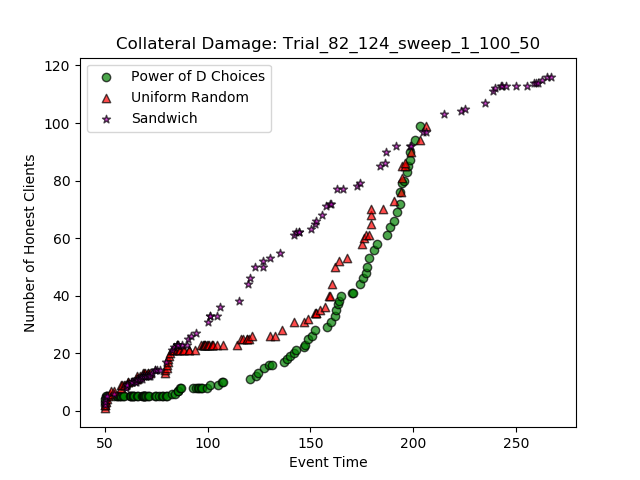 Collateral Damage: Trial_82_124_sweep_1_100_50
Power of D Choices
Uniform Random
Sandwich
Number of Honest Clients
120
100
80
60
40
20
0
50
100
150
200
250
Event Time